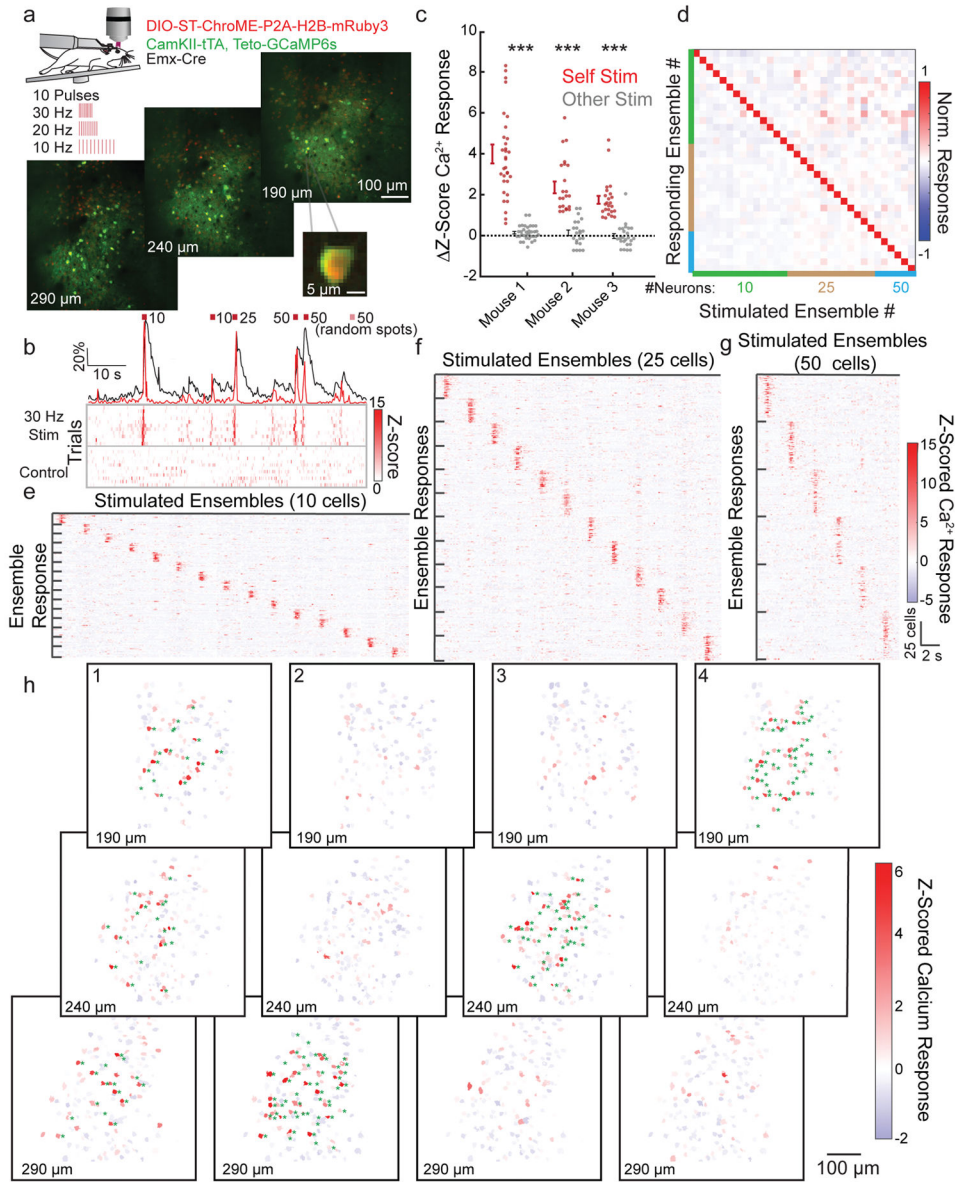 a
DIO-ST-ChroME-P2A-H2B-mRuby3
CamKII-tTA, Teto-GCaMP6s
Emx-Cre
10 Pulses
30 Hz
20 Hz
10 Hz
190 µm
100 µm
240 µm
290 µm
5 µm
c
ΔZ-Score Ca²⁺ Response
10
8
6
4
2
0
-2
*** *** ***
Self Stim
Other Stim
Mouse 1
Mouse 2
Mouse 3
d
Responding Ensemble #
#Neurons: 10 25 50
Stimulated Ensemble #
1
Norm. Response
-1
b
10 10 25 50 50 50
(random spots)
20%
10 s
30 Hz
Stim
Control
Trials
15
Z-score
0
e
Stimulated Ensembles (10 cells)
Ensemble
Response
f
Stimulated Ensembles (25 cells)
Ensemble Responses
g
Stimulated Ensembles
(50 cells)
Ensemble Responses
15
10
5
0
-5
Z-Scored Ca²⁺ Response
25 cells
2 s
h
1
190 µm
2
190 µm
3
190 µm
4
190 µm
240 µm
240 µm
240 µm
240 µm
290 µm
290 µm
290 µm
290 µm
6
4
2
0
-2
Z-Scored Calcium Response
100 µm